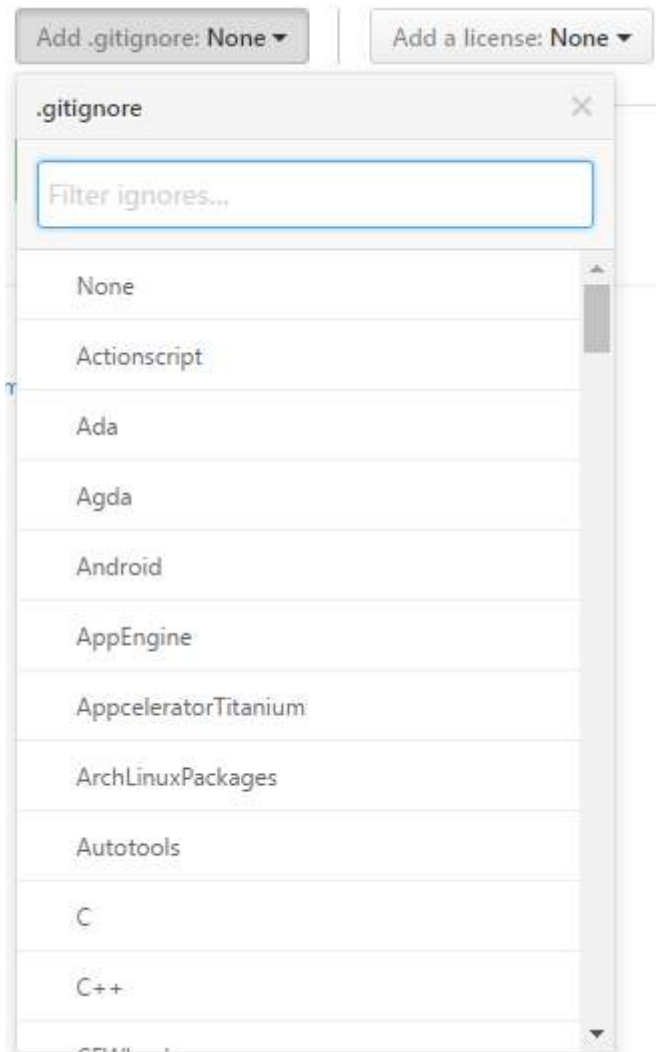 Add .gitignore: None Add a license: None
.gitignore
Filter ignores...
None
Actionscript
Ada
Agda
Android
AppEngine
AppceleratorTitanium
ArchLinuxPackages
Autotools
C
C++